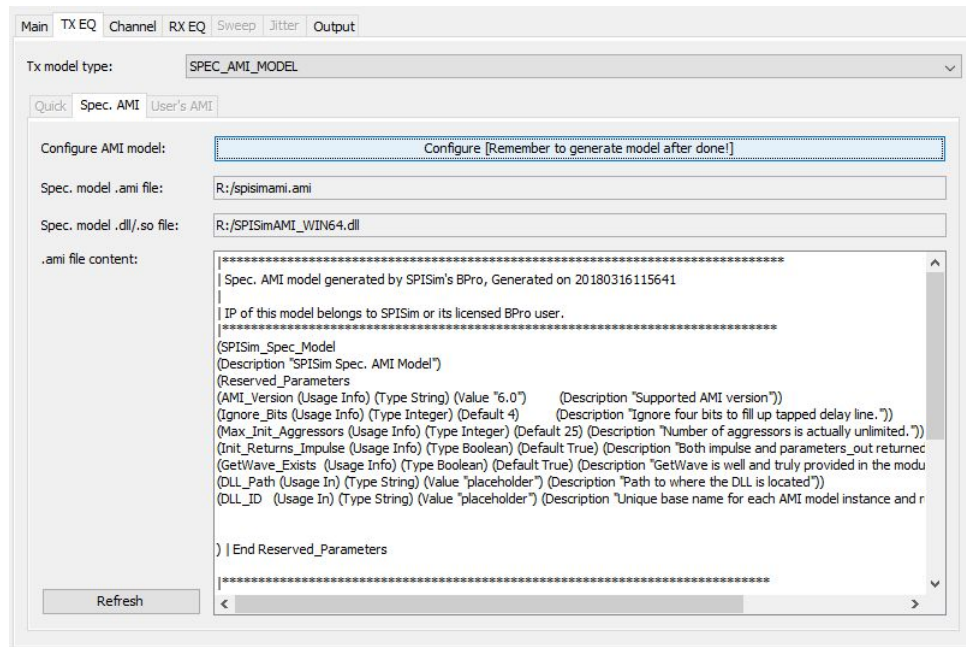 Main TX EQ Channel RX EQ Sweep Jitter Output
Tx model type: SPEC_AMI_MODEL
Quick Spec. AMI User's AMI
Configure AMI model: Configure [Remember to generate model after done!]
Spec. model .ami file: R:/spisimami.ami
Spec. model .dll/.so file: R:/SPISimAMI_WIN64.dll
.ami file content:
|******************************************************************************
| Spec. AMI model generated by SPISim's BPro, Generated on 20180316115641
|
| IP of this model belongs to SPISim or its licensed BPro user.
|*****************************************************************************
(SPISim_Spec_Model
(Description "SPISim Spec. AMI Model")
(Reserved_Parameters
(AMI_Version (Usage Info) (Type String) (Value "6.0") (Description "Supported AMI version"))
(Ignore_Bits (Usage Info) (Type Integer) (Default 4) (Description "Ignore four bits to fill up tapped delay line."))
(Max_Init_Aggressors (Usage Info) (Type Integer) (Default 25) (Description "Number of aggressors is actually unlimited."))
(Init_Returns_Impulse (Usage Info) (Type Boolean) (Default True) (Description "Both impulse and parameters_out returned
(GetWave_Exists (Usage Info) (Type Boolean) (Default True) (Description "GetWave is well and truly provided in the modu
(DLL_Path (Usage In) (Type String) (Value "placeholder") (Description "Path to where the DLL is located"))
(DLL_ID (Usage In) (Type String) (Value "placeholder") (Description "Unique base name for each AMI model instance and r
) | End Reserved_Parameters
|****************************************************************************
Refresh